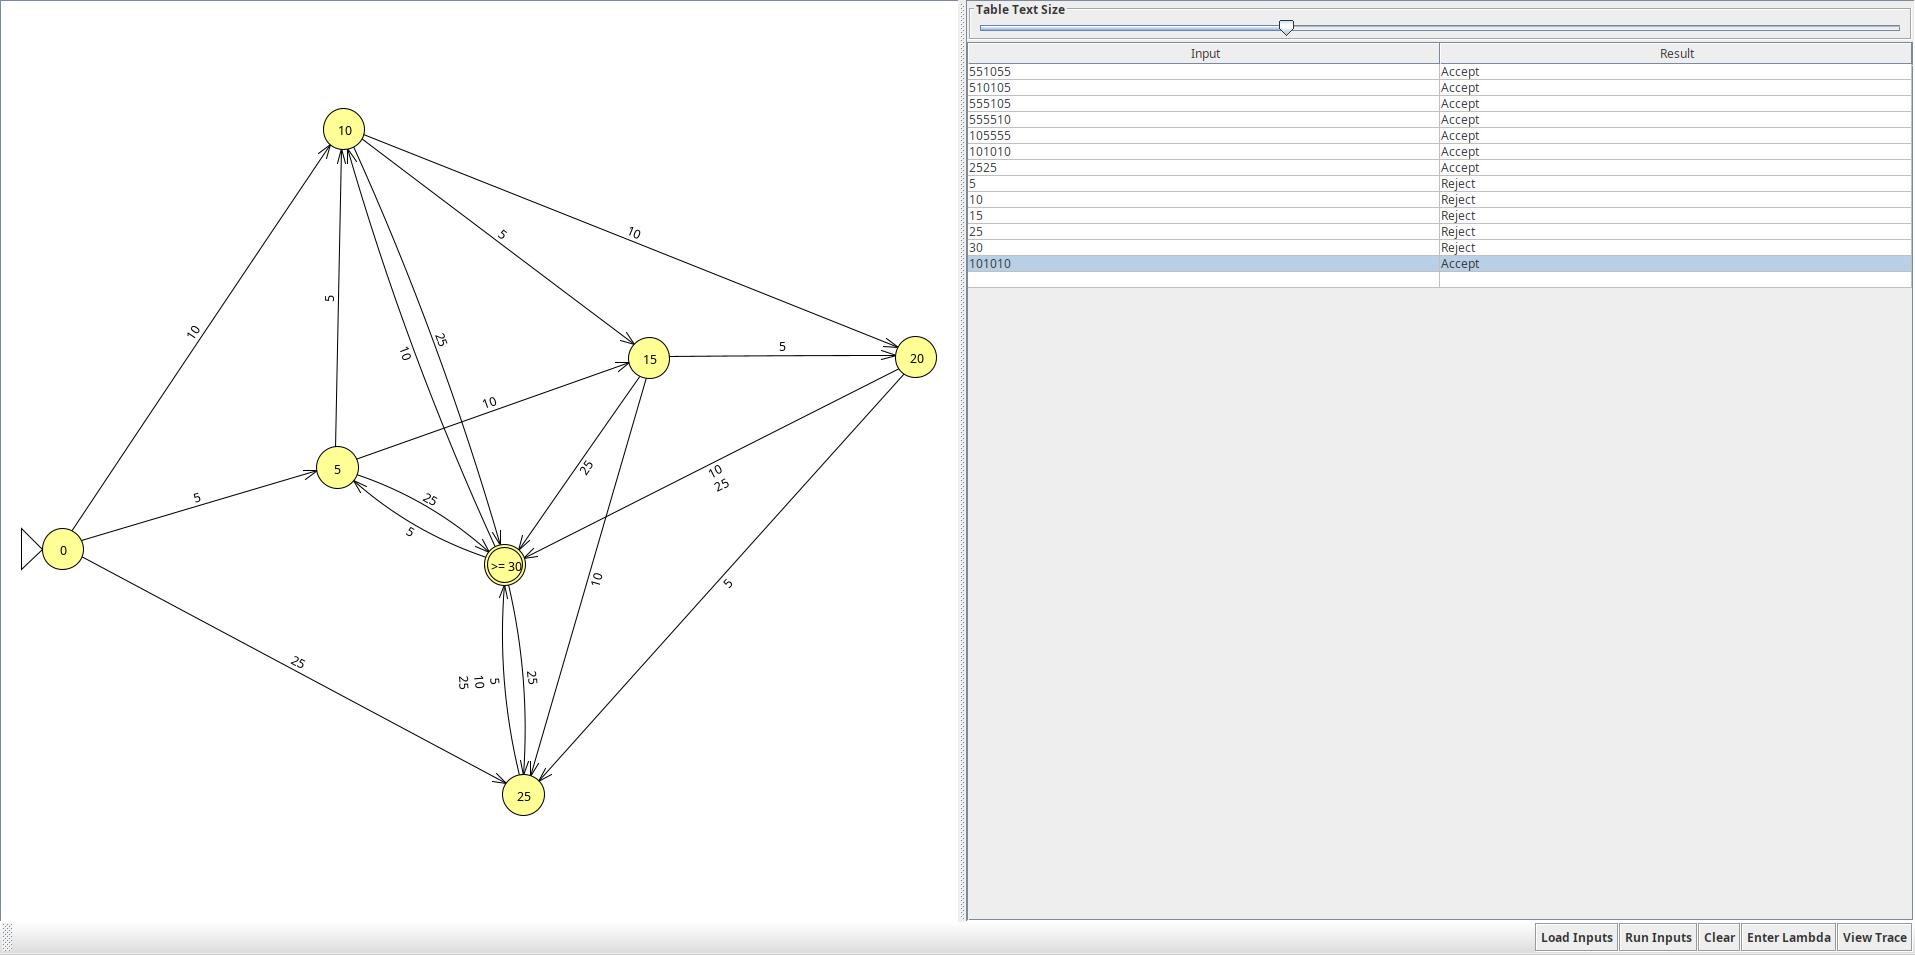 Table Text Size
Input Result
551055 Accept
510105 Accept
555105 Accept
555510 Accept
105555 Accept
101010 Accept
2525 Accept
5 Reject
10 Reject
15 Reject
25 Reject
30 Reject
101010 Accept
10
5
10
10
5
10
25
15
5
20
10
5
25
5
25
10
25
5
0
>= 30
10
5
25
25
10
5
25
25
Load Inputs Run Inputs Clear Enter Lambda View Trace